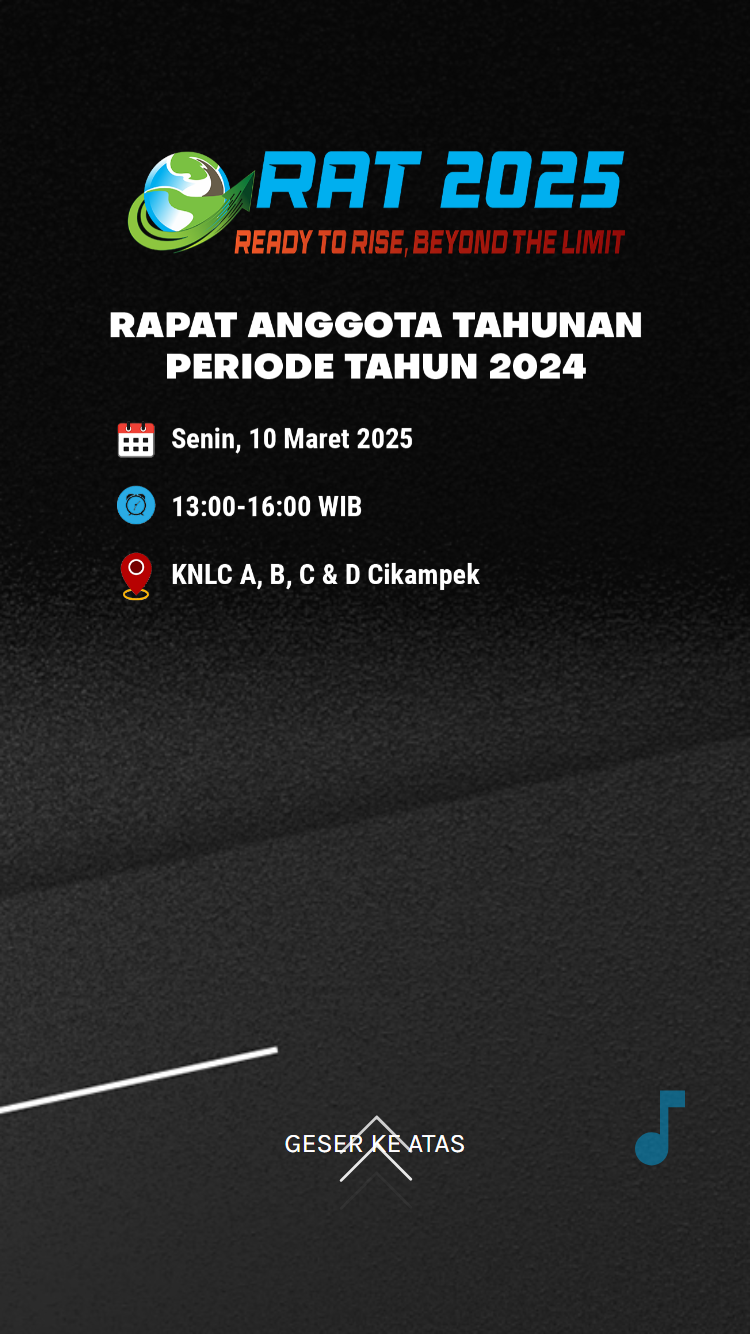 RAT 2025
READY TO RISE, BEYOND THE LIMIT
RAPAT ANGGOTA TAHUNAN
PERIODE TAHUN 2024
Senin, 10 Maret 2025
13:00-16:00 WIB
KNLC A, B, C & D Cikampek
GESER KE ATAS